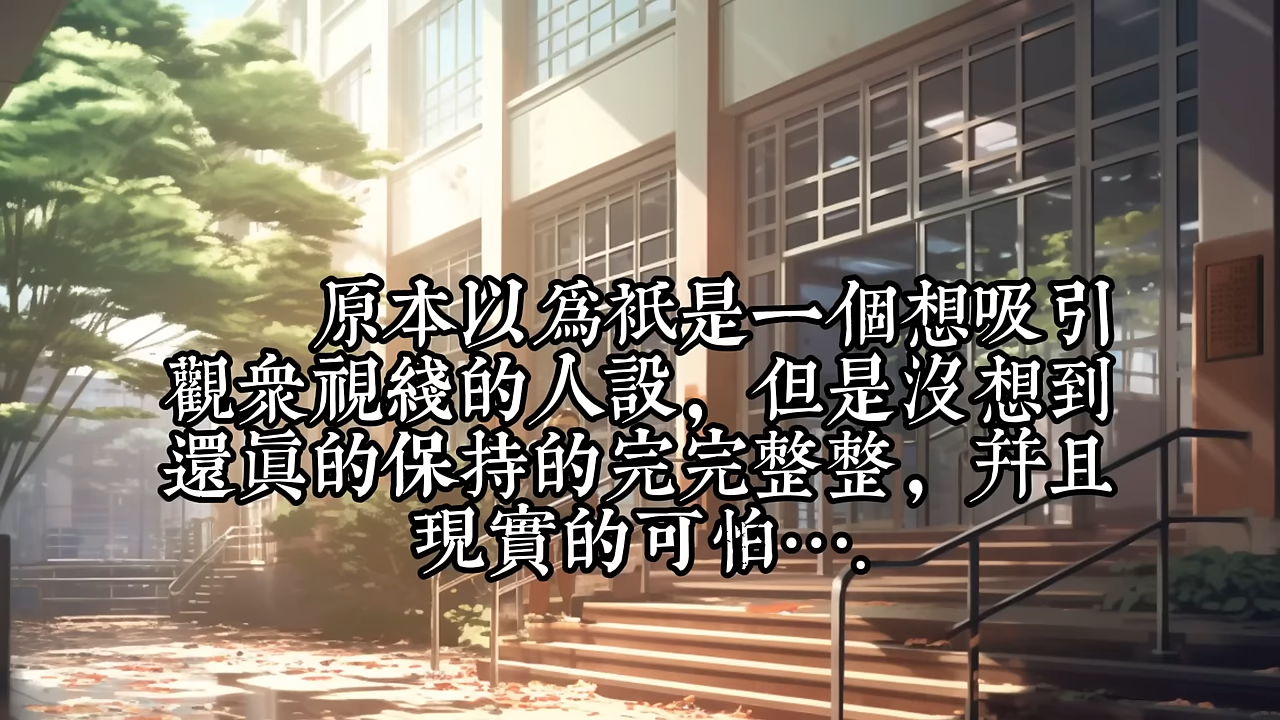 原本以爲衹是一個想吸引
觀衆視綫的人設，但是沒想到
還眞的保持的完完整整，幷且
現實的可怕….